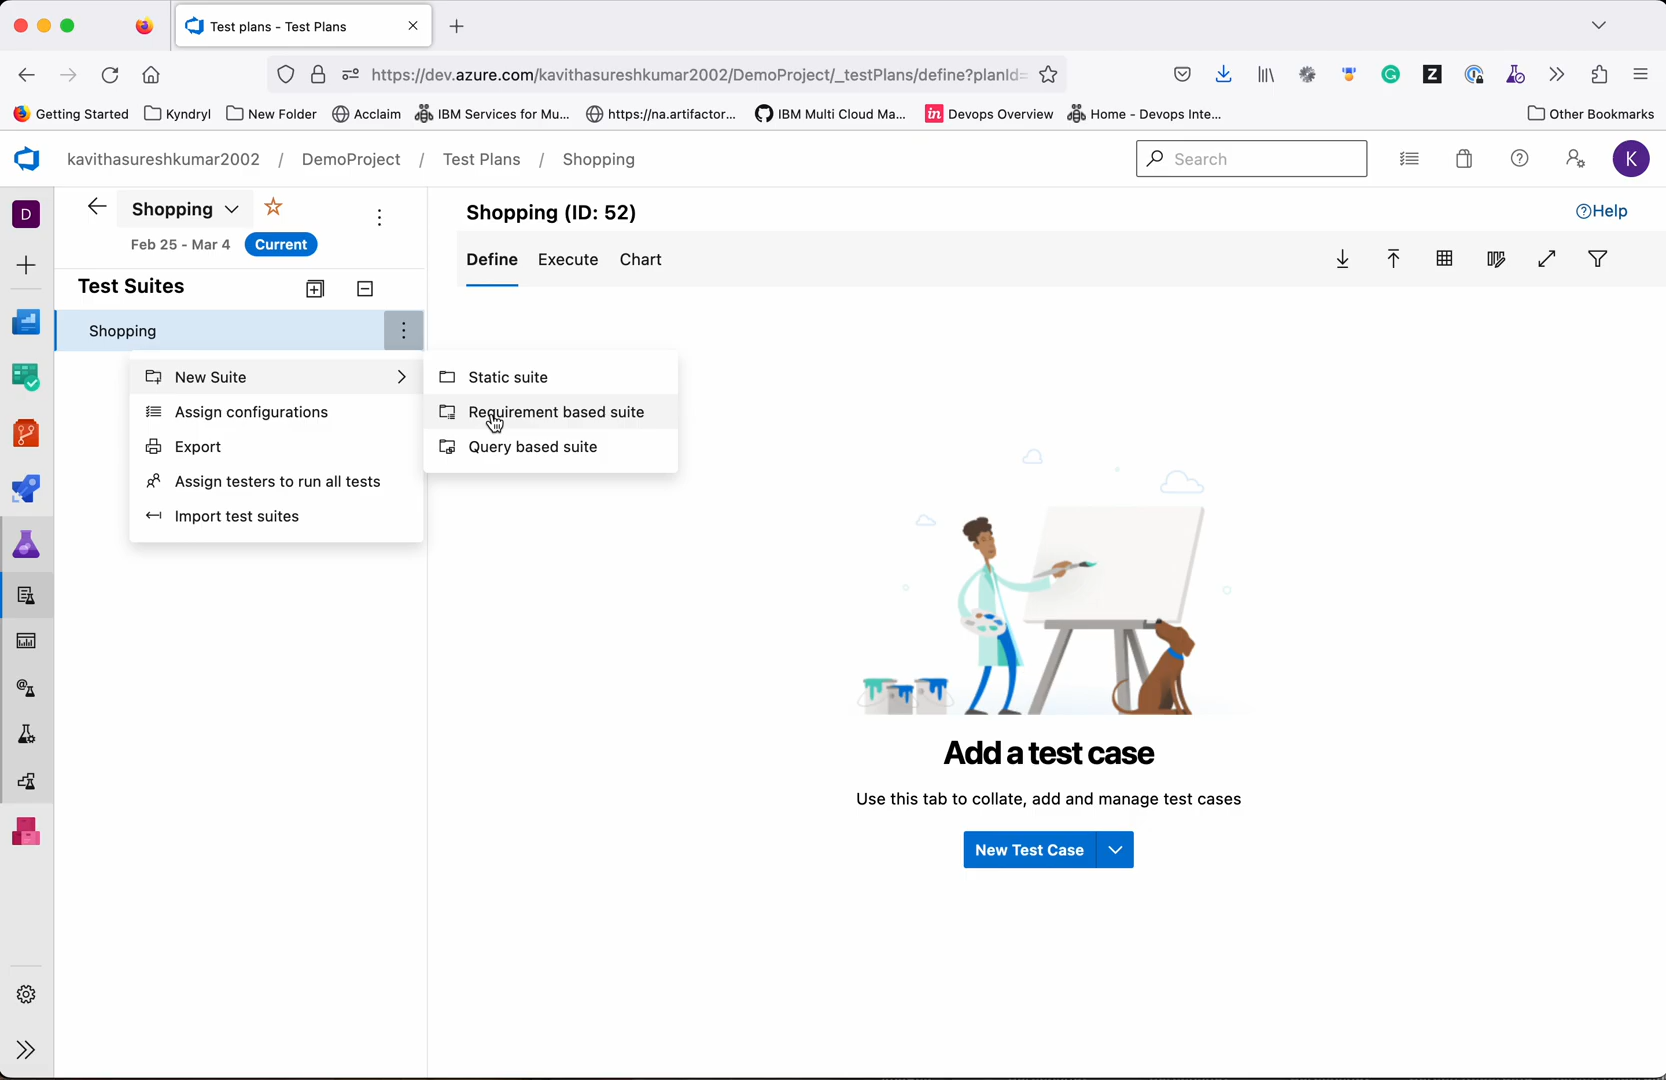 Test plans - Test Plans
https://dev.azure.com/kavithasureshkumar2002/DemoProject/_testPlans/define?planId=
Getting Started
Kyndryl
New Folder
Acclaim
IBM Services for Mu...
https://na.artifactor...
IBM Multi Cloud Ma...
in Devops Overview
Home - Devops Inte...
Other Bookmarks
kavithasureshkumar2002 / DemoProject / Test Plans / Shopping
Search
K
D
Shopping
Feb 25 - Mar 4 Current
Shopping (ID: 52)
Help
Define Execute Chart
Test Suites
Shopping
New Suite
Assign configurations
Export
Assign testers to run all tests
Import test suites
Static suite
Requirement based suite
Query based suite
Add a test case
Use this tab to collate, add and manage test cases
New Test Case